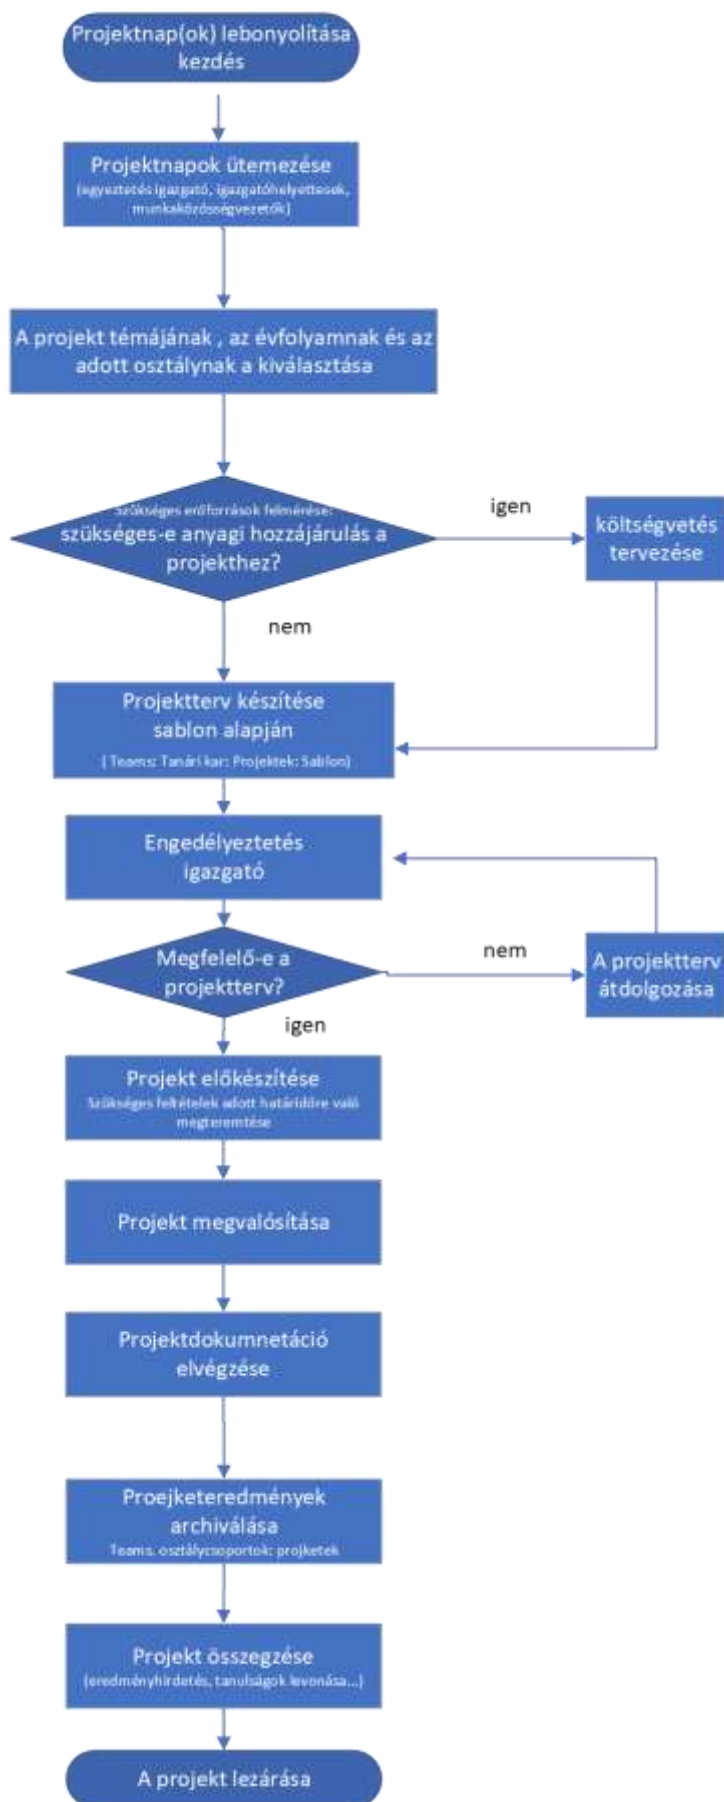 Projektnap(ok) lebonyolítása
kezdés
Projektnapok ütemezése
(egyeztetés igazgató, igazgatóhelyettesek,
munkaközösségvezetők)
A projekt témájának , az évfolyamnak és az
adott osztálynak a kiválasztása
Szükséges erőforrások felmérése:
szükséges-e anyagi hozzájárulás a
projekthez?
igen
költségvetés
tervezése
nem
Projektterv készítése
sablon alapján
( Teams: Tanári kar: Projektek: Sablon)
Engedélyeztetés
igazgató
Megfelelő-e a
projektterv?
nem
A projektterv
átdolgozása
igen
Projekt előkészítése
Szükséges feltételek adott határidőre való
megteremtése
Projekt megvalósítása
Projektdokumnetáció
elvégzése
Proejketeredmények
archiválása
Teams. osztálycsoportok: projketek
Projekt összegzése
(eredményhirdetés, tanulságok levonása...)
A projekt lezárása